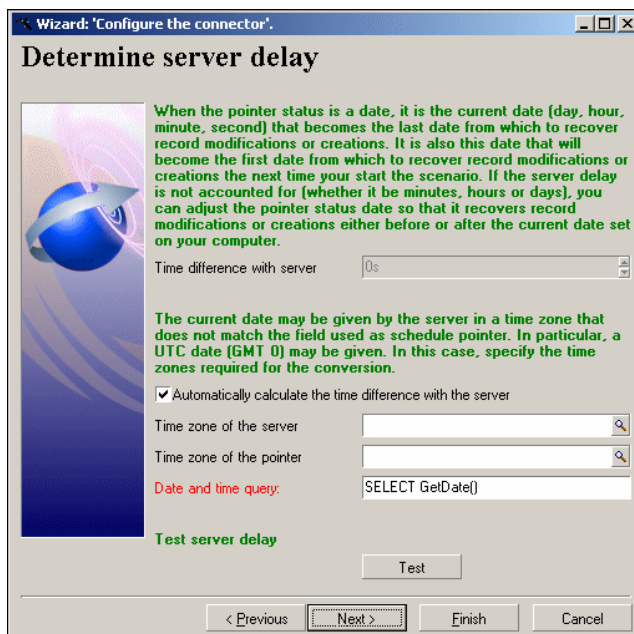 Wizard: 'Configure the connector'.
Determine server delay
When the pointer status is a date, it is the current date (day, hour,
minute, second) that becomes the last date from which to recover
record modifications or creations. It is also this date that will
become the first date from which to recover record modifications or
creations the next time your start the scenario. If the server delay
is not accounted for (whether it be minutes, hours or days), you
can adjust the pointer status date so that it recovers record
modifications or creations either before or after the current date set
on your computer.
Time difference with server 0s
The current date may be given by the server in a time zone that
does not match the field used as schedule pointer. In particular, a
UTC date (GMT 0) may be given. In this case, specify the time
zones required for the conversion.
Automatically calculate the time difference with the server
Time zone of the server
Time zone of the pointer
Date and time query: SELECT GetDate()
Test server delay
Test
< Previous Next > Finish Cancel